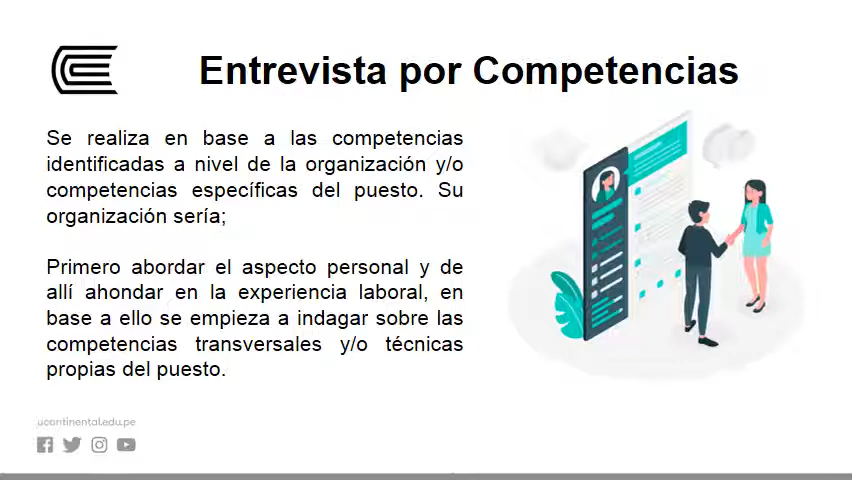 Entrevista por Competencias
Se realiza en base a las competencias
identificadas a nivel de la organización y/o
competencias específicas del puesto. Su
organización sería;
Primero abordar el aspecto personal y de
allí ahondar en la experiencia laboral, en
base a ello se empieza a indagar sobre las
competencias transversales y/o técnicas
propias del puesto.
ucontinental.edu.pe